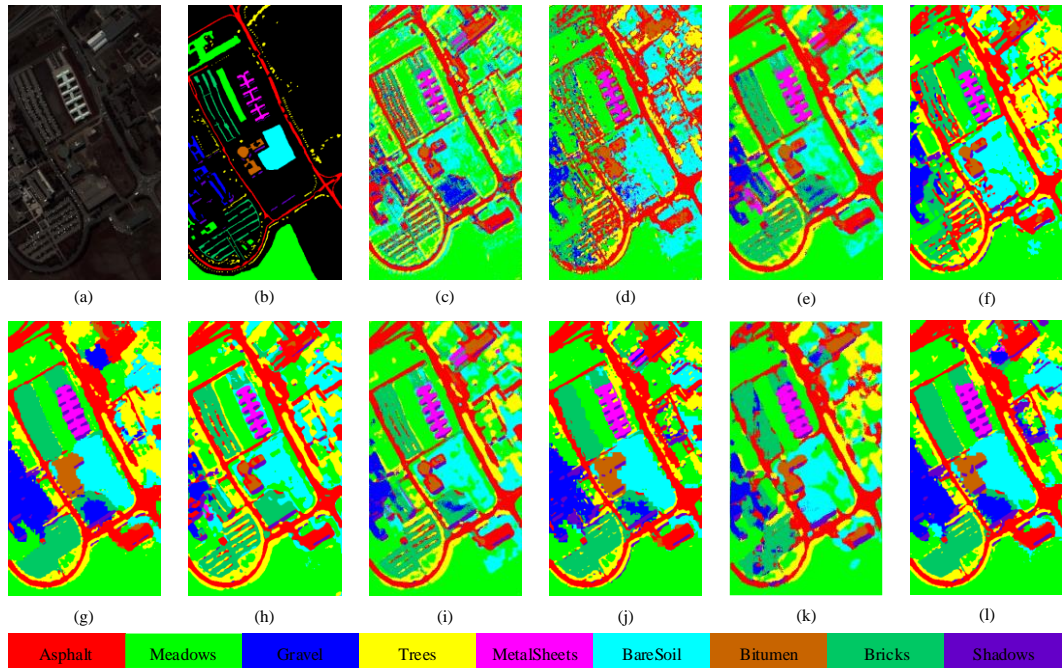 (a) (b) (c) (d) (e) (f)
(g) (h) (i) (j) (k) (l)
Asphalt Meadows Gravel Trees MetalSheets BareSoil Bitumen Bricks Shadows